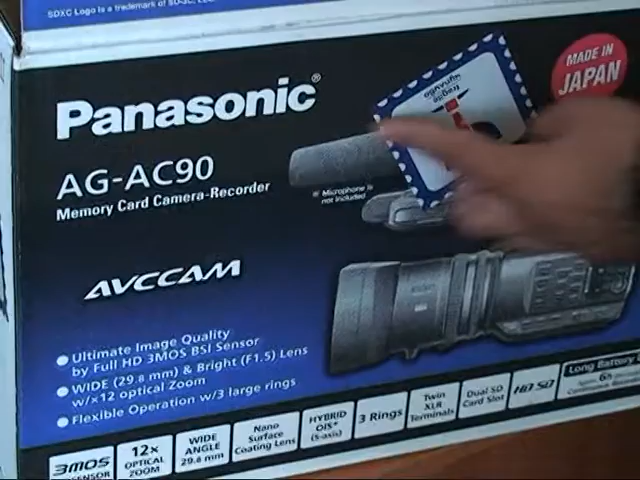 SDXC Logo is a trademark of SD-3C, LLC.
MADE IN
JAPAN
Panasonic®
AG-AC90
Memory Card Camera-Recorder
※ Microphone is
not included
fragile
AVCCAM
● Ultimate Image Quality
by Full HD 3MOS BSI Sensor
● WIDE (29.8 mm) & Bright (F1.5) Lens
w/×12 optical Zoom
● Flexible Operation w/3 large rings
3MOS
SENSOR
12x
OPTICAL
ZOOM
WIDE
ANGLE
29.8 mm
Nano
Surface
Coating Lens
HYBRID
OIS+
(5-axis)
3 Rings
Twin
XLR
Terminals
Dual SD
Card Slot
HD SD
Long Battery